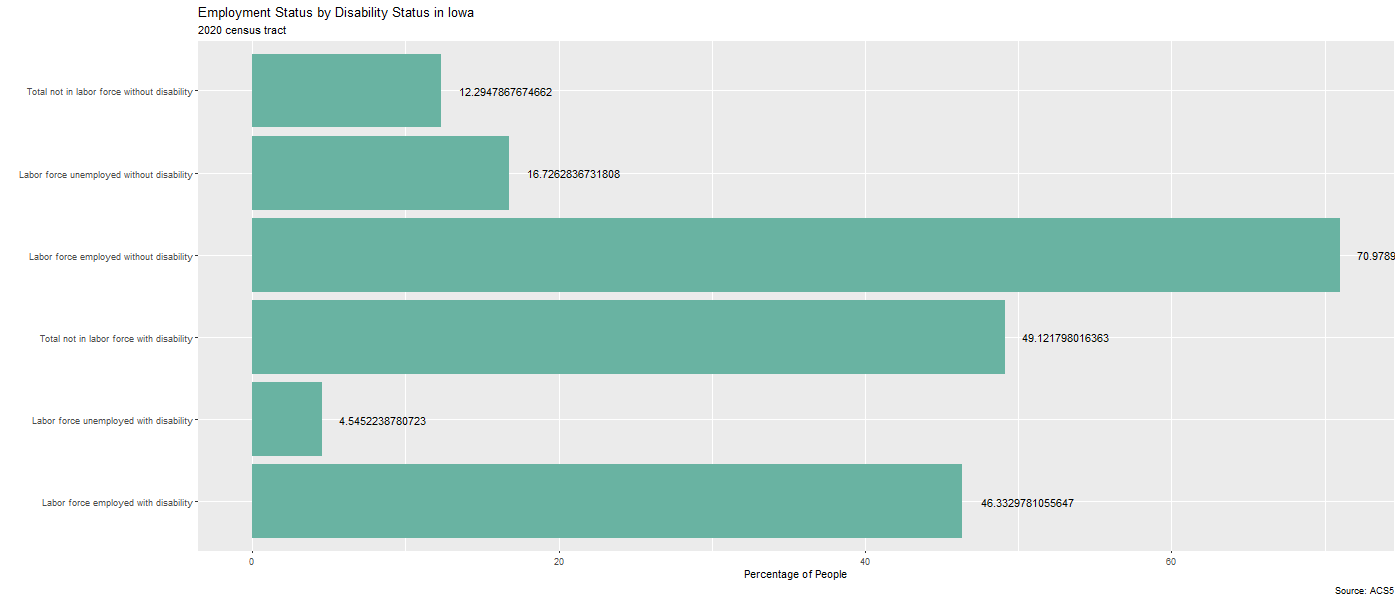 Employment Status by Disability Status in Iowa
2020 census tract
Total not in labor force without disability
12.2947867674662
Labor force unemployed without disability
16.7262836731808
Labor force employed without disability
70.9789
Total not in labor force with disability
49.121798016363
Labor force unemployed with disability
4.5452238780723
Labor force employed with disability
46.3329781055647
0 20 40 60
Percentage of People
Source: ACS5